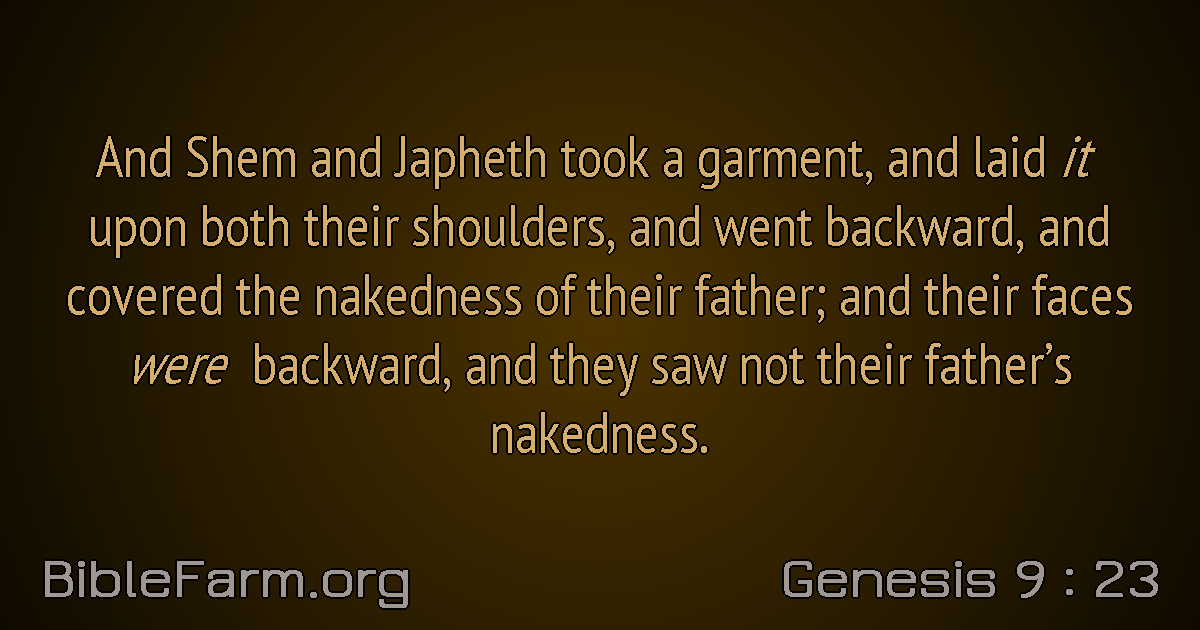 And Shem and Japheth took a garment, and laid it
upon both their shoulders, and went backward, and
covered the nakedness of their father; and their faces
were backward, and they saw not their father’s
nakedness.
BibleFarm.org
Genesis 9 : 23